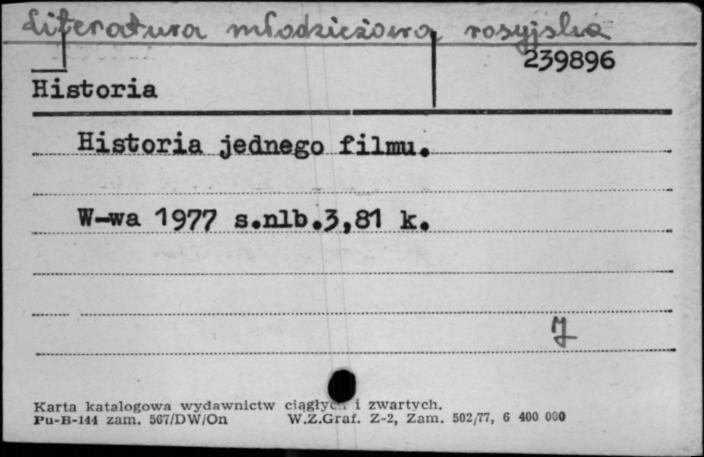 Literatura młodzieżowa rosyjska
239896
Historia
Historia jednego filmu.
W-wa 1977 s.nlb.3,81 k.
J
Karta katalogowa wydawnictw ciągłych i zwartych.
Pu-B-144 zam. 567/DW/On W.Z.Graf. Z-2, Zam. 502/77, 6 400 000